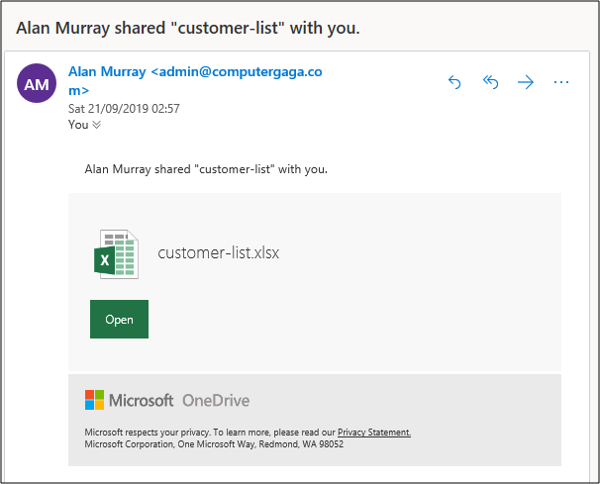 Alan Murray shared "customer-list" with you.
AM
Alan Murray <admin@computergaga.co
m>
Sat 21/09/2019 02:57
You
Alan Murray shared "customer-list" with you.
X
customer-list.xlsx
Open
Microsoft OneDrive
Microsoft respects your privacy. To learn more, please read our Privacy Statement.
Microsoft Corporation, One Microsoft Way, Redmond, WA 98052